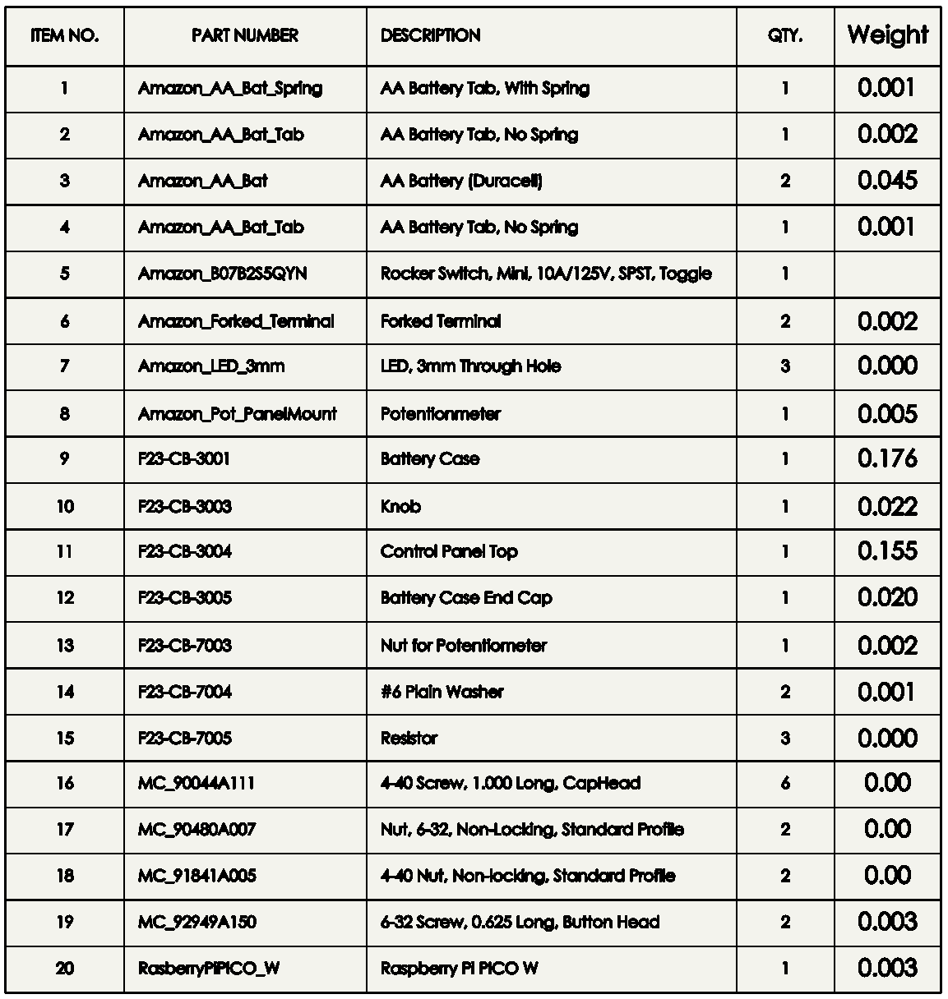 ITEM NO. PART NUMBER DESCRIPTION QTY. Weight
1 Amazon_AA_Bat_Spring AA Battery Tab, With Spring 1 0.001
2 Amazon_AA_Bat_Tab AA Battery Tab, No Spring 1 0.002
3 Amazon_AA_Bat AA Battery (Duracell) 2 0.045
4 Amazon_AA_Bat_Tab AA Battery Tab, No Spring 1 0.001
5 Amazon_B07B2S5QYN Rocker Switch, Mini, 10A/125V, SPST, Toggle 1
6 Amazon_Forked_Terminal Forked Terminal 2 0.002
7 Amazon_LED_3mm LED, 3mm Through Hole 3 0.000
8 Amazon_Pot_PanelMount Potentionmeter 1 0.005
9 F23-CB-3001 Battery Case 1 0.176
10 F23-CB-3003 Knob 1 0.022
11 F23-CB-3004 Control Panel Top 1 0.155
12 F23-CB-3005 Battery Case End Cap 1 0.020
13 F23-CB-7003 Nut for Potentiometer 1 0.002
14 F23-CB-7004 #6 Plain Washer 2 0.001
15 F23-CB-7005 Resistor 3 0.000
16 MC_90044A111 4-40 Screw, 1.000 Long, CapHead 6 0.00
17 MC_90480A007 Nut, 6-32, Non-Locking, Standard Profile 2 0.00
18 MC_91841A005 4-40 Nut, Non-locking, Standard Profile 2 0.00
19 MC_92949A150 6-32 Screw, 0.625 Long, Button Head 2 0.003
20 RasberryPiPICO_W Raspberry Pi PICO W 1 0.003